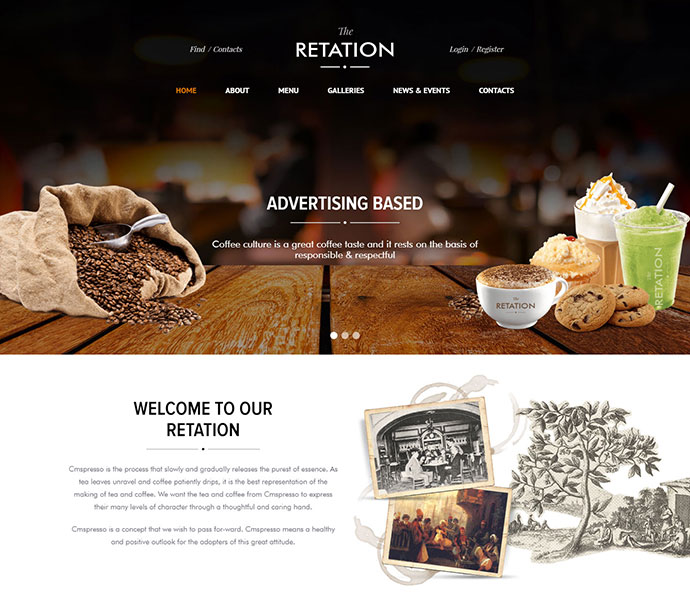 The
RETATION
Find / Contacts
Login / Register
HOME ABOUT MENU GALLERIES NEWS & EVENTS CONTACTS
ADVERTISING BASED
Coffee culture is a great coffee taste and it rests on the basis of
responsible & respectful
The
RETATION
RETATION
WELCOME TO OUR
RETATION
Cmspresso is the process that slowly and gradually releases the purest of essence. As
tea leaves unravel and coffee patiently drips, it is the best representation of the
making of tea and coffee. We want the tea and coffee from Cmspresso to express
their many levels of character through a thoughtful and caring hand.
Cmspresso is a concept that we wish to pass for-ward. Cmspresso means a healthy
and positive outlook for the adopters of this great attitude.